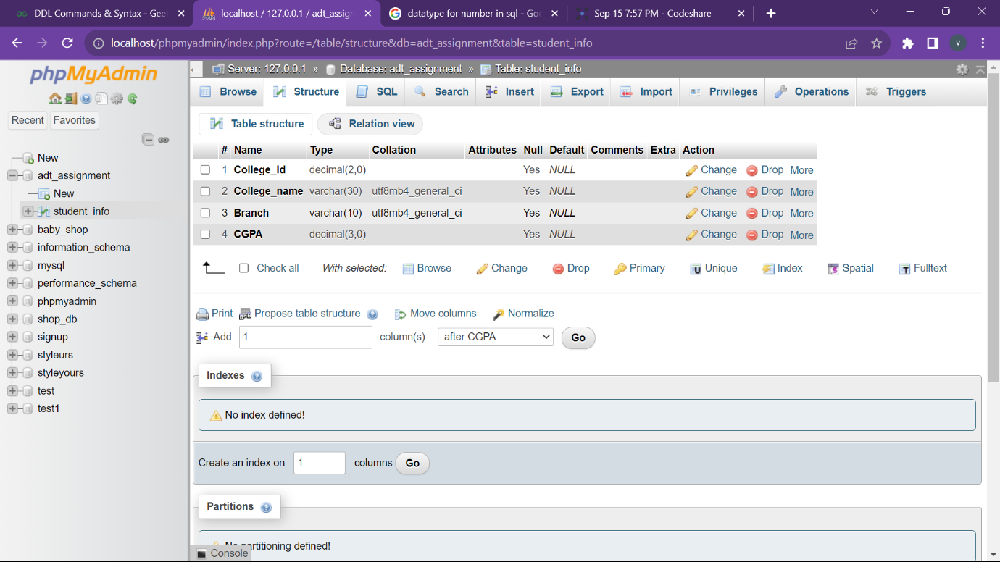 DDL Commands & Syntax - Geel
localhost / 127.0.0.1 / adt_assign
datatype for number in sql - Goo
Sep 15 7:57 PM - Codeshare
localhost/phpmyadmin/index.php?route=/table/structure&db=adt_assignment&table=student_info
V
phpMyAdmin
Recent Favorites
New
adt_assignment
New
student_info
baby_shop
information_schema
mysql
performance_schema
phpmyadmin
shop_db
signup
styleurs
styleyours
test
test1
Server: 127.0.0.1 » Database: adt_assignment » Table: student_info
Browse Structure SQL Search Insert Export Import Privileges Operations Triggers
Table structure Relation view
# Name Type Collation Attributes Null Default Comments Extra Action
1 College_Id decimal(2,0) Yes NULL Change Drop More
2 College_name varchar(30) utf8mb4_general_ci Yes NULL Change Drop More
3 Branch varchar(10) utf8mb4_general_ci Yes NULL Change Drop More
4 CGPA decimal(3,0) Yes NULL Change Drop More
Check all With selected: Browse Change Drop Primary Unique Index Spatial Fulltext
Print Propose table structure Move columns Normalize
Add 1 column(s) after CGPA Go
Indexes
No index defined!
Create an index on 1 columns Go
Partitions
No partitioning defined!
Console